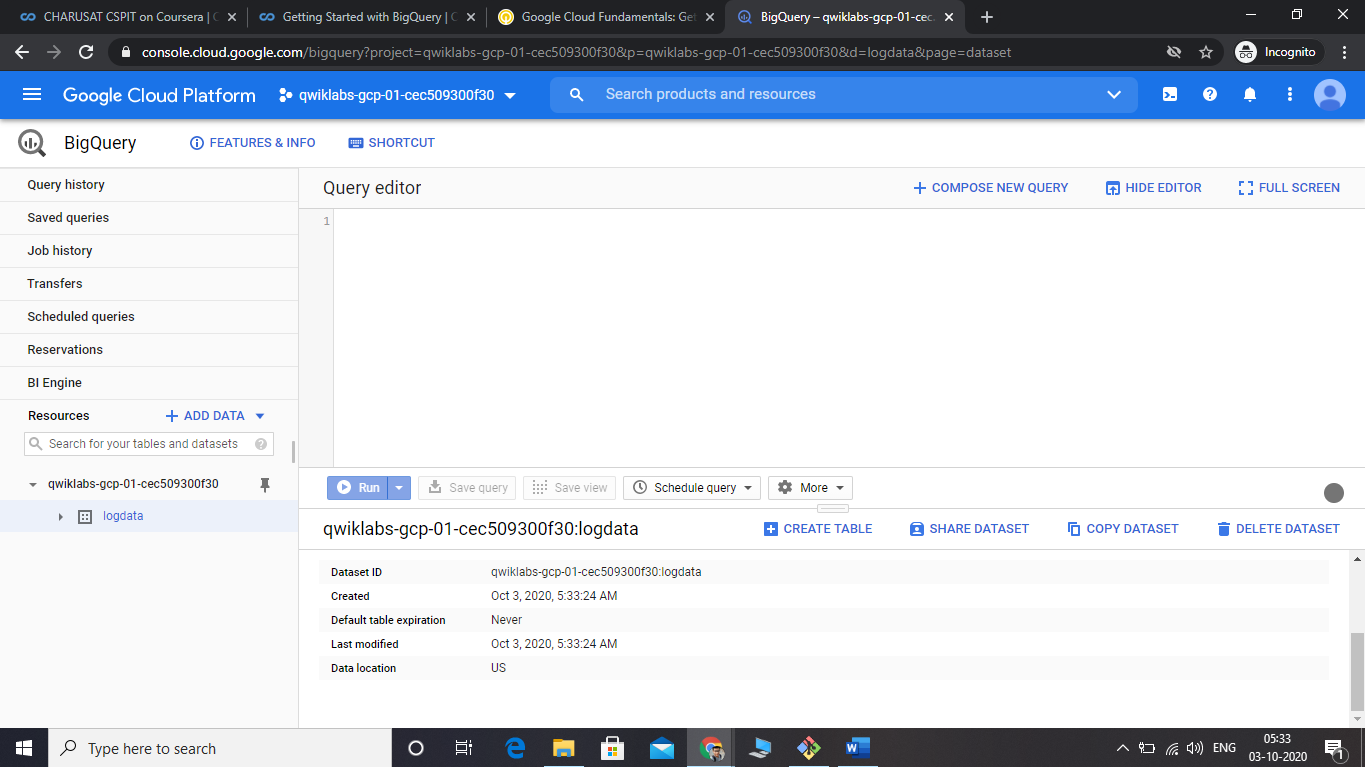 CHARUSAT CSPIT on Coursera | C
Getting Started with BigQuery | C
Google Cloud Fundamentals: Get
BigQuery – qwiklabs-gcp-01-cec
console.cloud.google.com/bigquery?project=qwiklabs-gcp-01-cec509300f30&p=qwiklabs-gcp-01-cec509300f30&d=logdata&page=dataset
Incognito
Google Cloud Platform
qwiklabs-gcp-01-cec509300f30
Search products and resources
BigQuery
FEATURES & INFO
SHORTCUT
Query history
Saved queries
Job history
Transfers
Scheduled queries
Reservations
BI Engine
Resources
ADD DATA
Search for your tables and datasets
qwiklabs-gcp-01-cec509300f30
logdata
Query editor
COMPOSE NEW QUERY
HIDE EDITOR
FULL SCREEN
1
Run
Save query
Save view
Schedule query
More
qwiklabs-gcp-01-cec509300f30:logdata
CREATE TABLE
SHARE DATASET
COPY DATASET
DELETE DATASET
Dataset ID qwiklabs-gcp-01-cec509300f30:logdata
Created Oct 3, 2020, 5:33:24 AM
Default table expiration Never
Last modified Oct 3, 2020, 5:33:24 AM
Data location US
Type here to search
ENG
05:33
03-10-2020
1